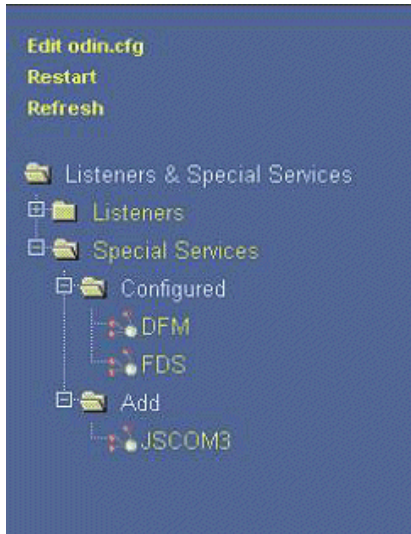 Edit odin.cfg
Restart
Refresh
Listeners & Special Services
Listeners
Special Services
Configured
DFM
FDS
Add
JSCOM3